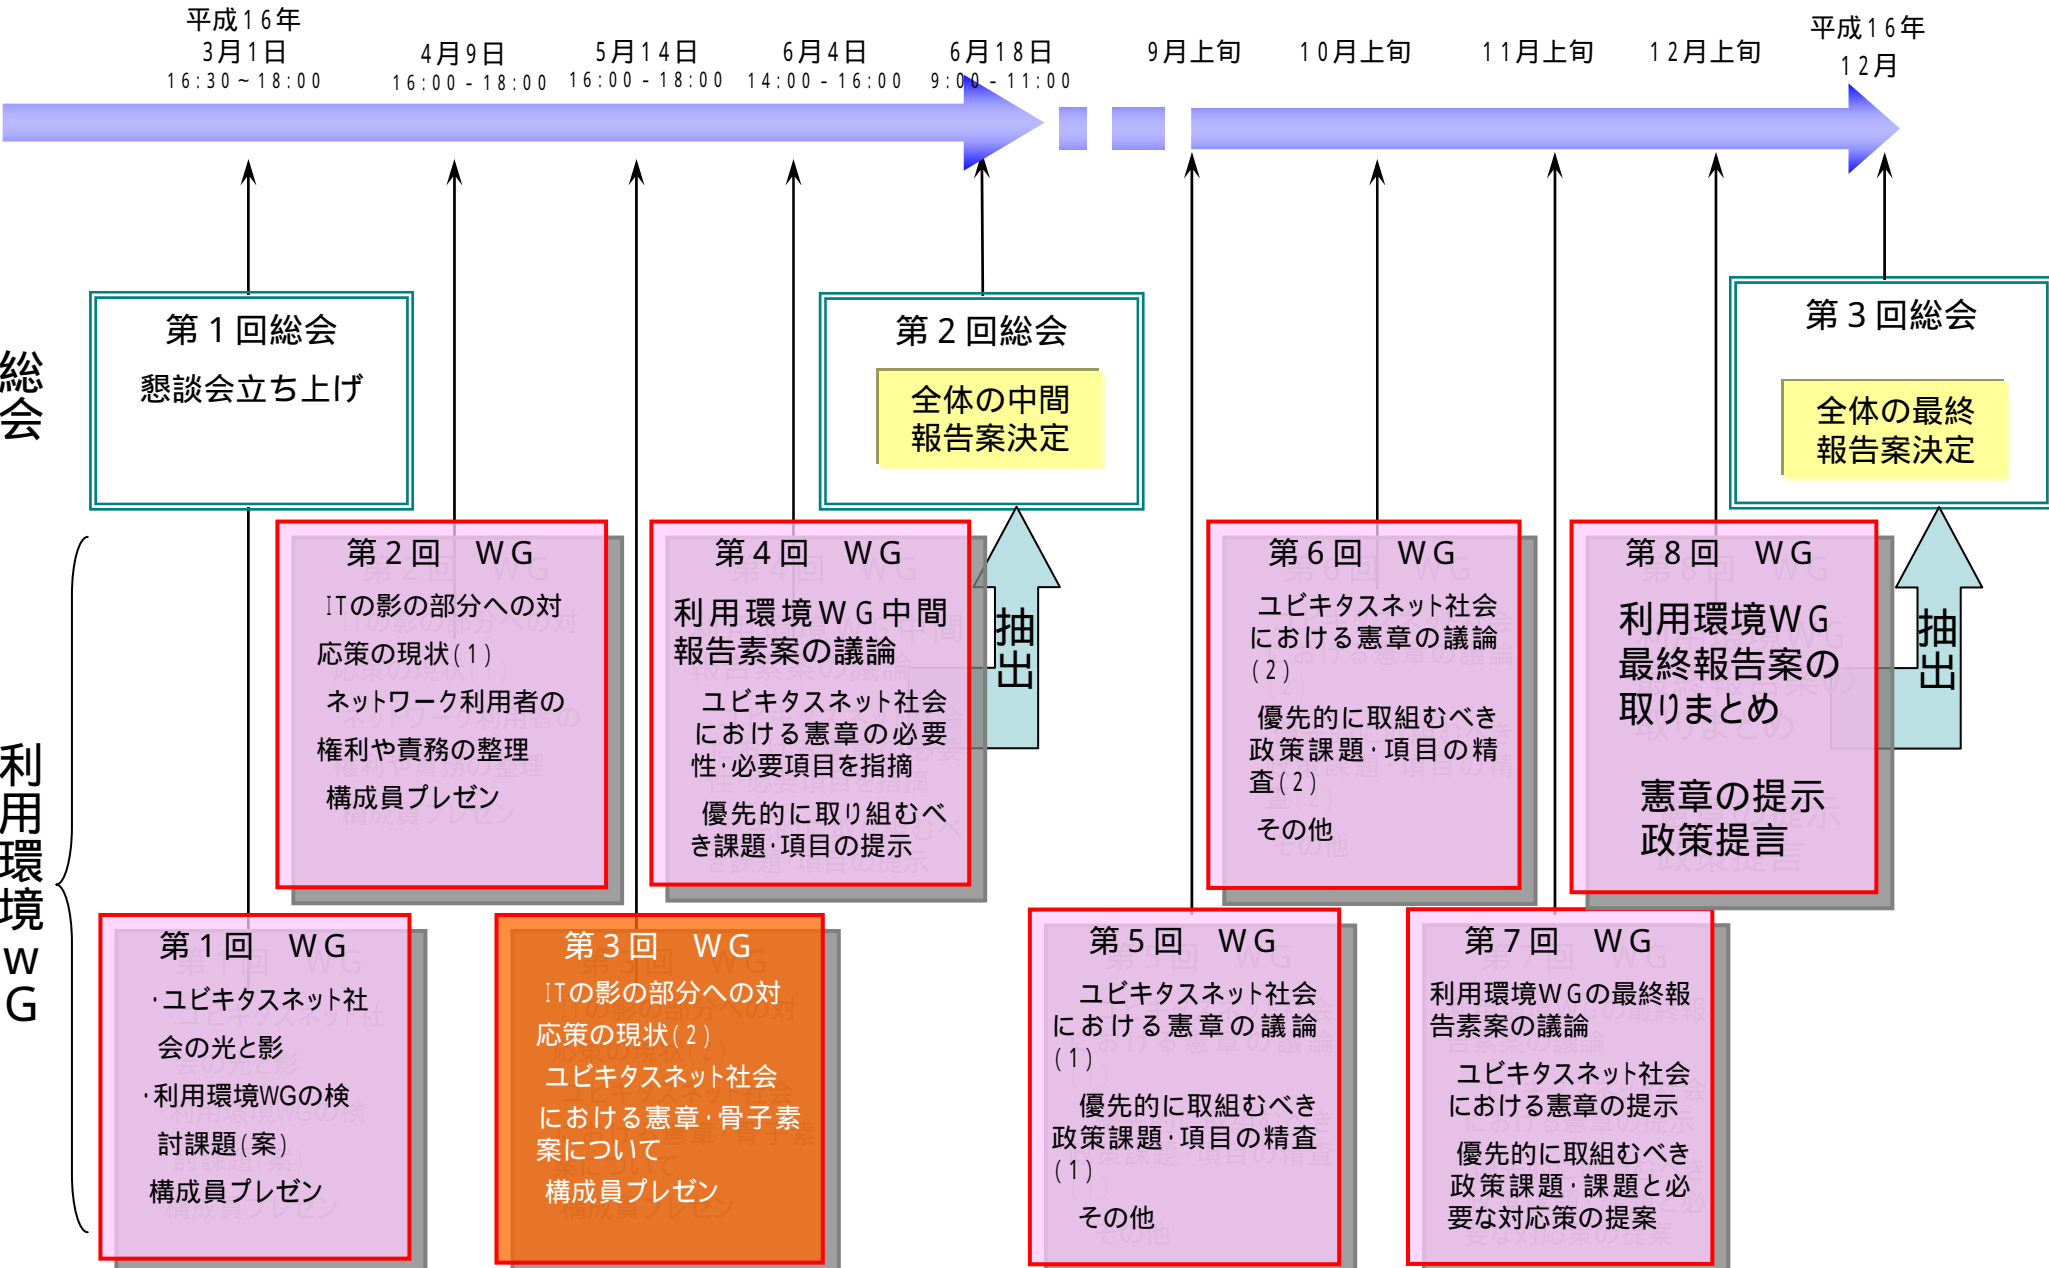 平成16年
3月1日
16:30~18:00
4月9日
16:00-18:00
5月14日
16:00-18:00
6月4日
14:00-16:00
6月18日
9:00-11:00
9月上旬
10月上旬
11月上旬
12月上旬
平成16年
12月
総会
第1回総会
懇談会立ち上げ
第2回総会
全体の中間
報告案決定
第3回総会
全体の最終
報告案決定
利用環境WG
第2回 WG
ITの影の部分への対
応策の現状(1)
ネットワーク利用者の
権利や責務の整理
構成員プレゼン
第4回 WG
利用環境WG中間
報告素案の議論
ユビキタスネット社会
における憲章の必要
性・必要項目を指摘
優先的に取り組むべ
き課題・項目の提示
抽出
第6回 WG
ユビキタスネット社会
における憲章の議論
(2)
優先的に取組むべき
政策課題・項目の精
査(2)
その他
第8回 WG
利用環境WG
最終報告案の
取りまとめ
憲章の提示
政策提言
抽出
第1回 WG
・ユビキタスネット社
会の光と影
・利用環境WGの検
討課題(案)
構成員プレゼン
第3回 WG
ITの影の部分への対
応策の現状(2)
ユビキタスネット社会
における憲章・骨子素
案について
構成員プレゼン
第5回 WG
ユビキタスネット社会
における憲章の議論
(1)
優先的に取組むべき
政策課題・項目の精査
(1)
その他
第7回 WG
利用環境WGの最終報
告素案の議論
ユビキタスネット社会
における憲章の提示
優先的に取組むべき
政策課題・課題と必
要な対応策の提案